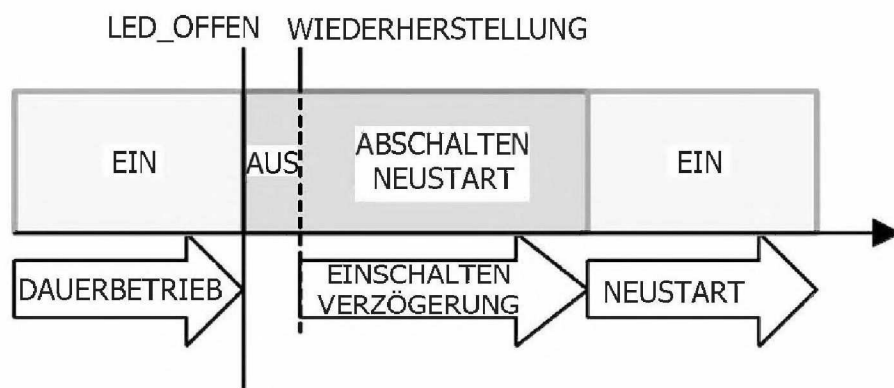 LED_OFFEN
WIEDERHERSTELLUNG
EIN
AUS
ABSCHALTEN
NEUSTART
EIN
DAUERBETRIEB
EINSCHALTEN
VERZÖGERUNG
NEUSTART